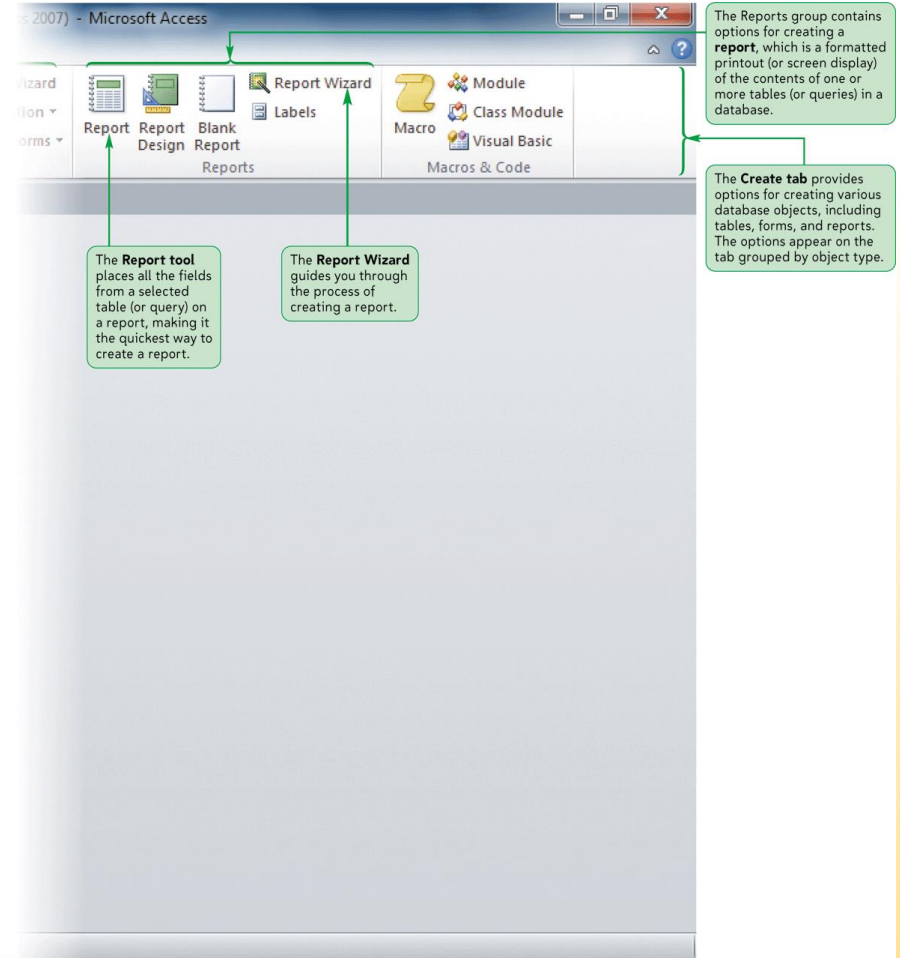 2007) - Microsoft Access
Report Wizard
Labels
Report
Report
Design
Blank
Report
Reports
Macro
Module
Class Module
Visual Basic
Macros & Code
The Reports group contains
options for creating a
report, which is a formatted
printout (or screen display)
of the contents of one or
more tables (or queries) in a
database.
The Create tab provides
options for creating various
database objects, including
tables, forms, and reports.
The options appear on the
tab grouped by object type.
The Report tool
places all the fields
from a selected
table (or query) on
a report, making it
the quickest way to
create a report.
The Report Wizard
guides you through
the process of
creating a report.